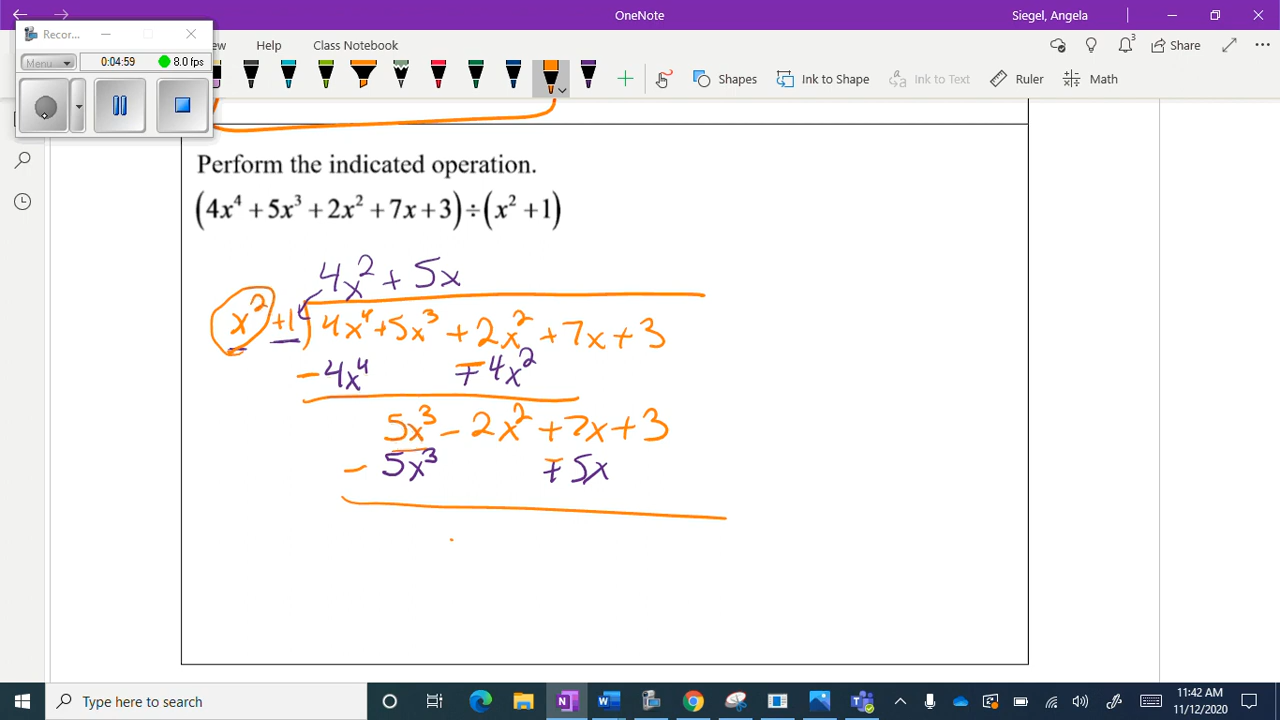 OneNote
Siegel, Angela
Recor...
ew Help Class Notebook
Share
Menu
0:04:59
8.0 fps
Shapes
Ink to Shape
Ink to Text
Ruler
Math
Perform the indicated operation.
(4x⁴ + 5x³ + 2x² + 7x + 3) ÷ (x² + 1)
4x² + 5x
x² + 1) 4x⁴ + 5x³ + 2x² + 7x + 3
- 4x⁴ ∓ 4x²
5x³ - 2x² + 7x + 3
- 5x³ ∓ 5x
Type here to search
11:42 AM
11/12/2020